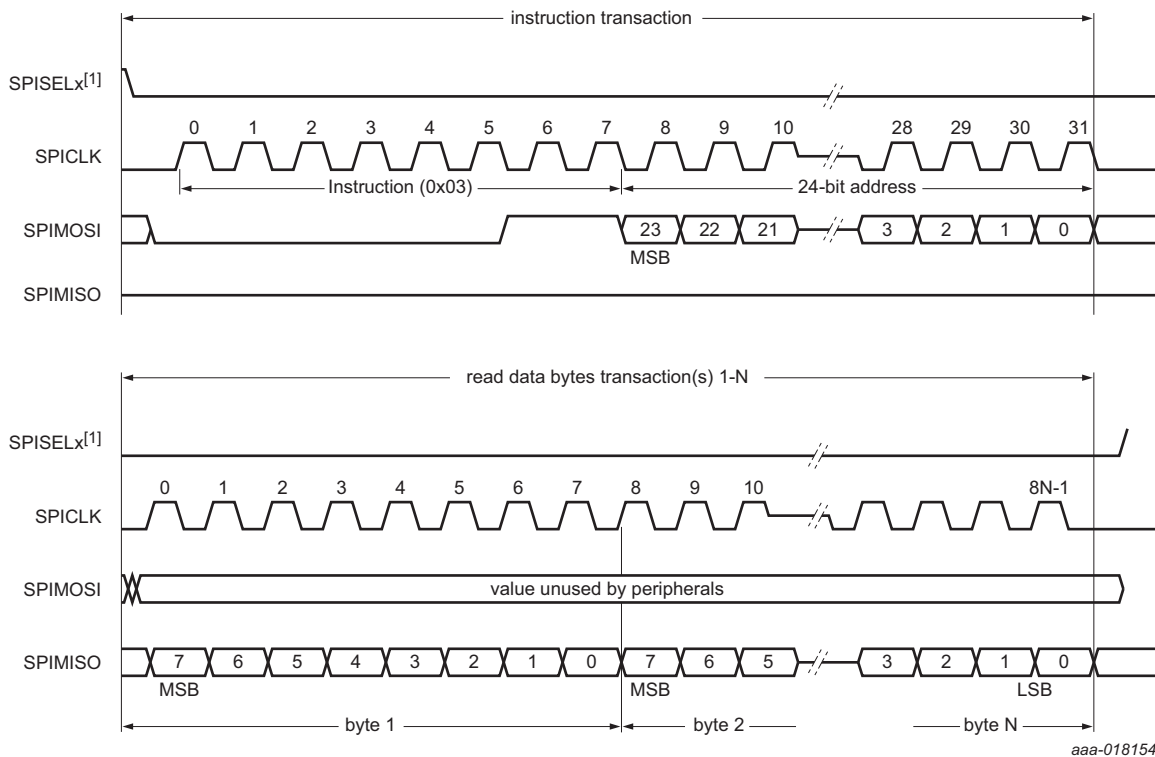 instruction transaction
SPISELx[1]
0 1 2 3 4 5 6 7 8 9 10 28 29 30 31
SPICLK
Instruction (0x03) 24-bit address
SPIMOSI 23 22 21 3 2 1 0
MSB
SPIMISO
read data bytes transaction(s) 1-N
SPISELx[1]
0 1 2 3 4 5 6 7 8 9 10 8N-1
SPICLK
SPIMOSI value unused by peripherals
SPIMISO 7 6 5 4 3 2 1 0 7 6 5 3 2 1 0
MSB MSB LSB
byte 1 byte 2 byte N
aaa-018154